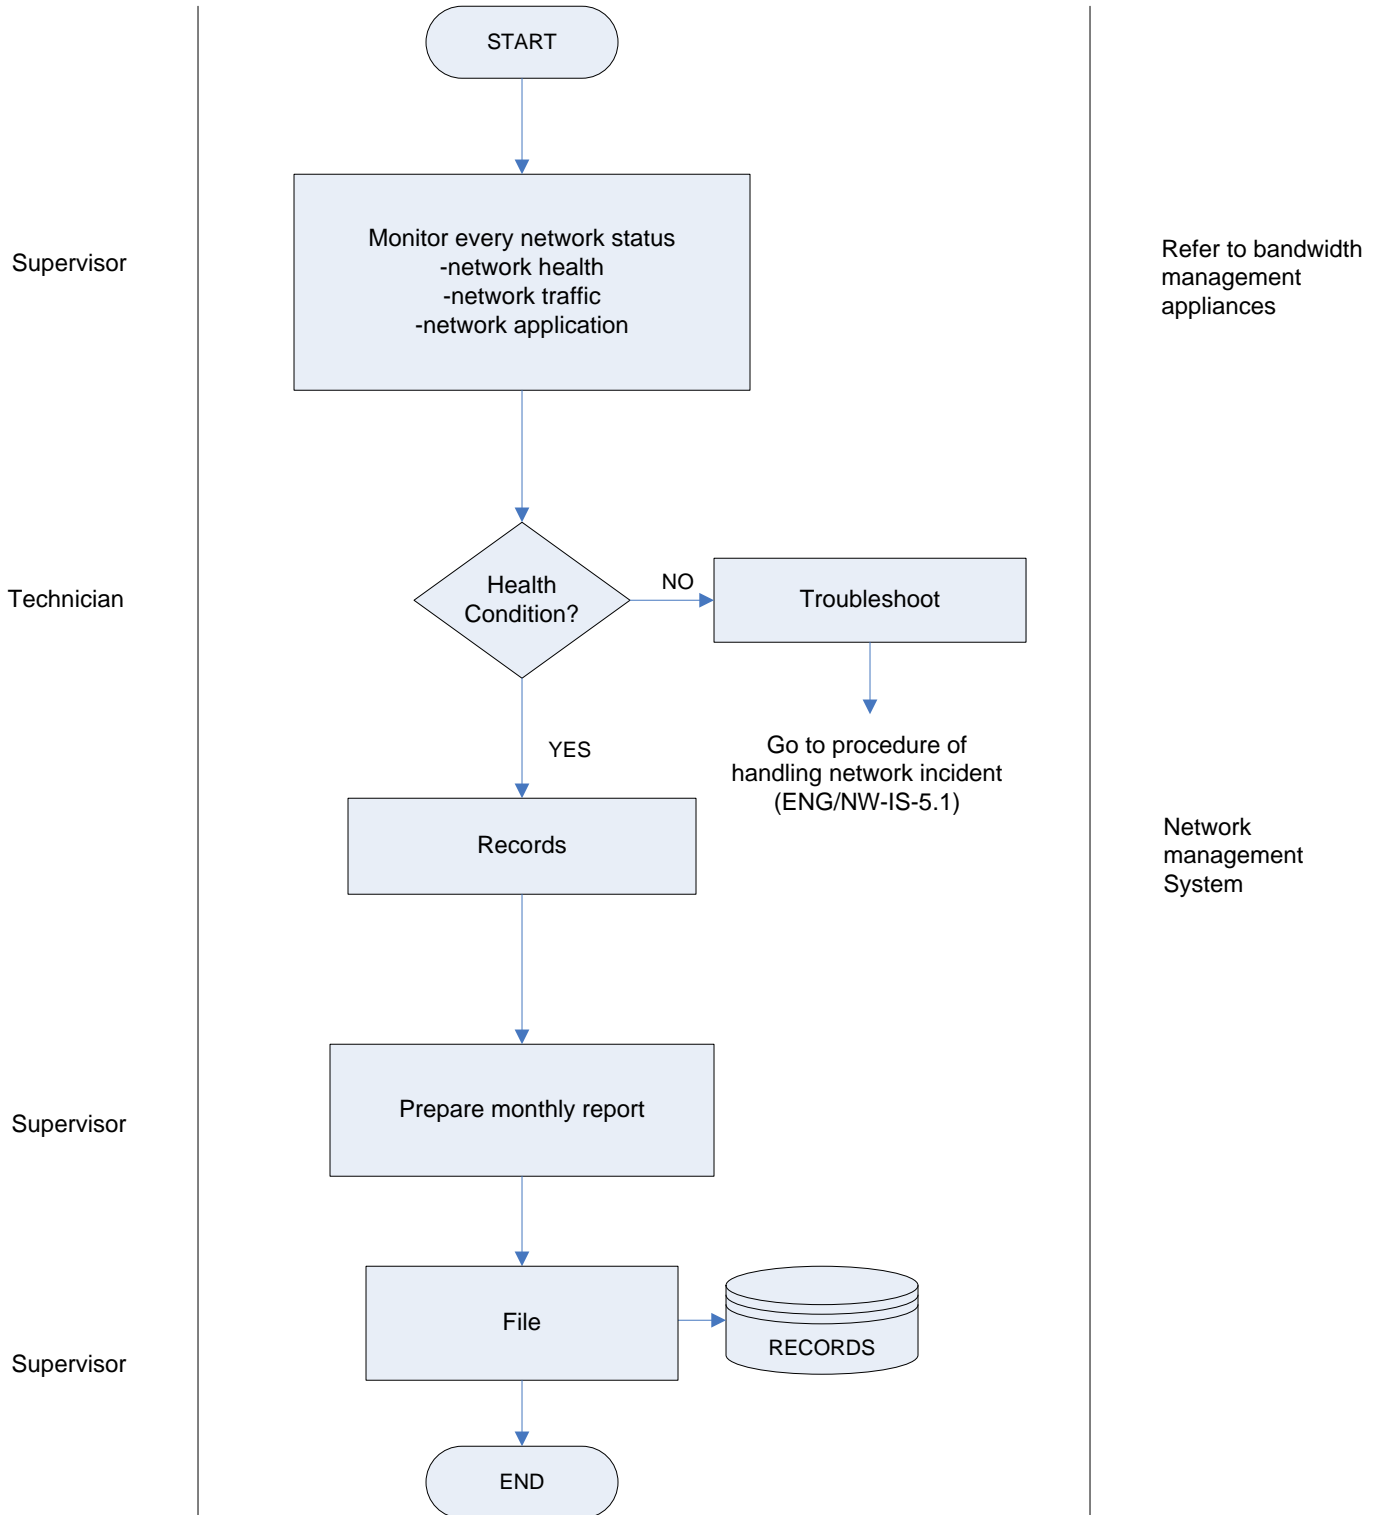 START
Supervisor
Monitor every network status
-network health
-network traffic
-network application
Refer to bandwidth
management
appliances
Technician
Health
Condition?
NO
Troubleshoot
YES
Go to procedure of
handling network incident
(ENG/NW-IS-5.1)
Records
Network
management
System
Supervisor
Prepare monthly report
Supervisor
File
RECORDS
END